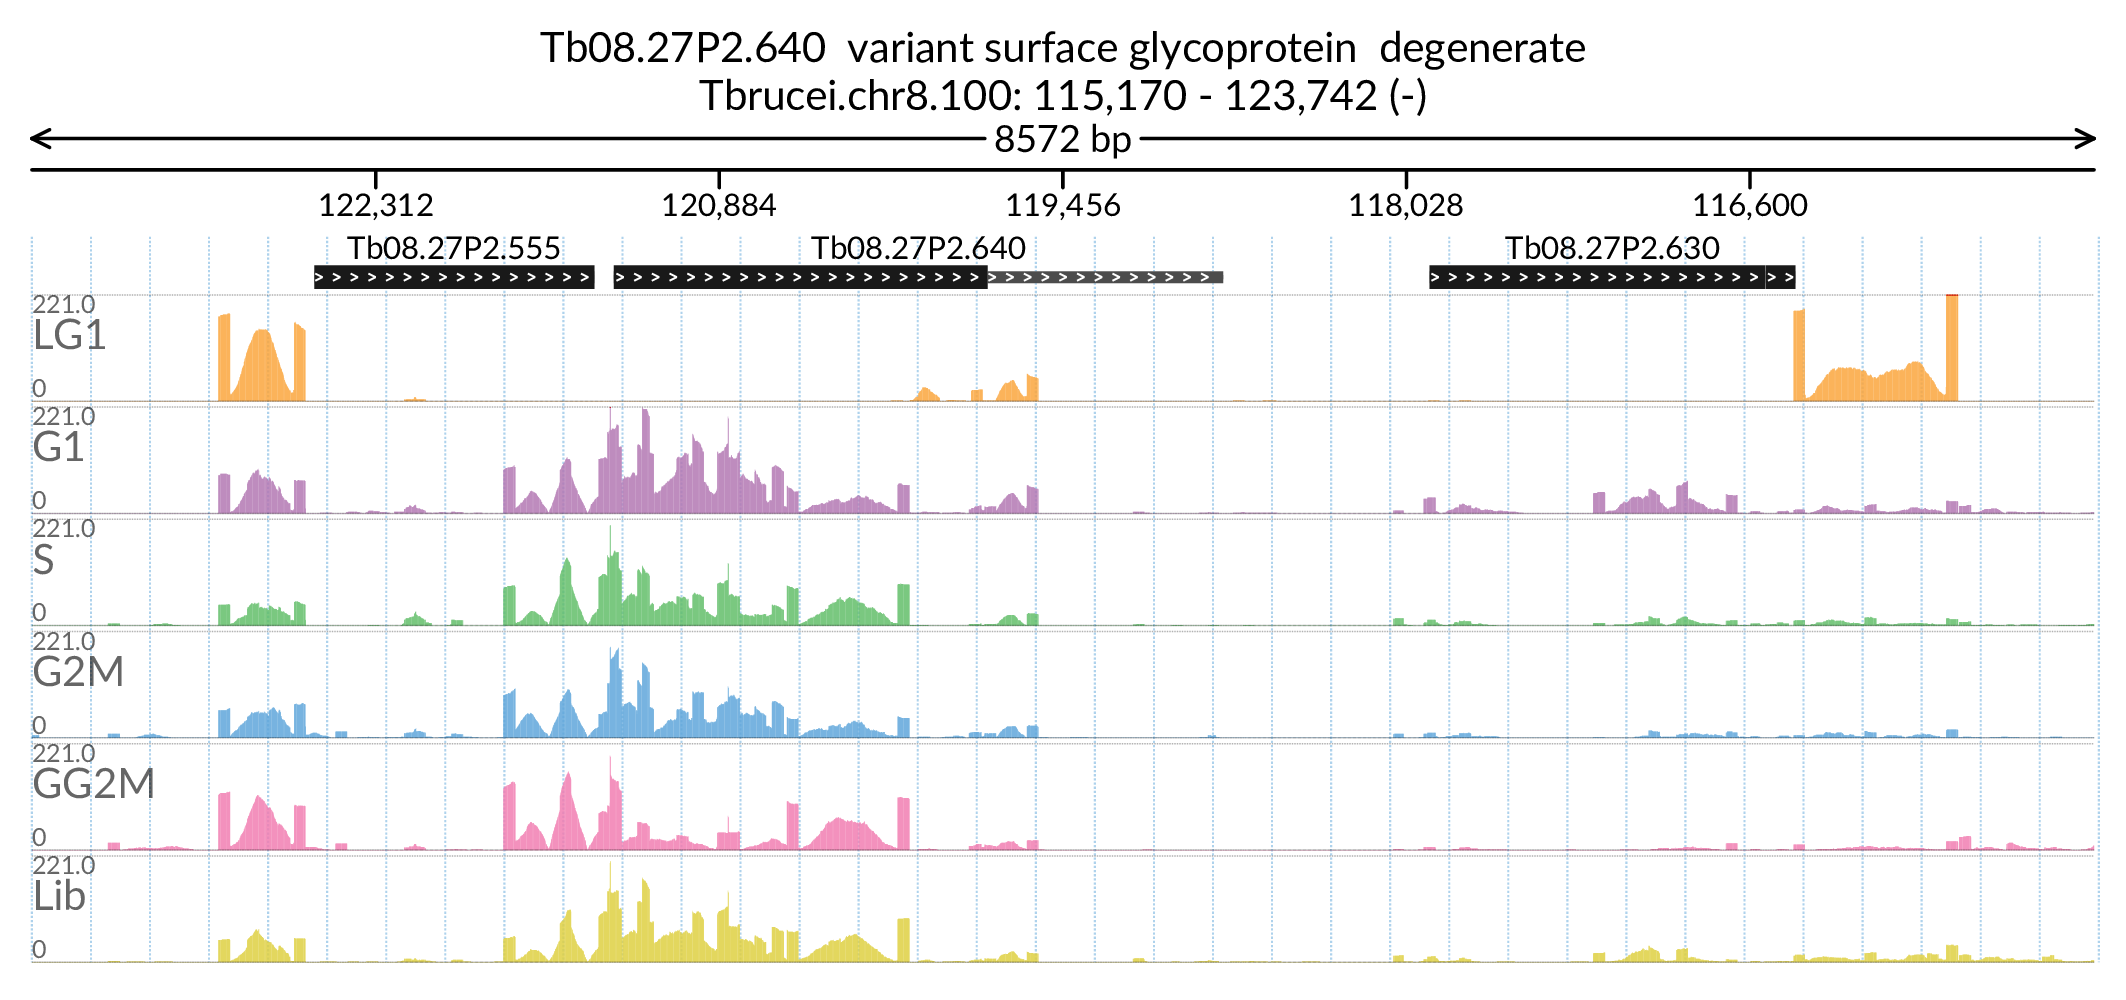 Tb08.27P2.640 variant surface glycoprotein degenerate
Tbrucei.chr8.100: 115,170 - 123,742 (-)
8572 bp
122,312 120,884 119,456 118,028 116,600
Tb08.27P2.555 Tb08.27P2.640 Tb08.27P2.630
221.0
LG1
0
221.0
G1
0
221.0
S
0
221.0
G2M
0
221.0
GG2M
0
221.0
Lib
0